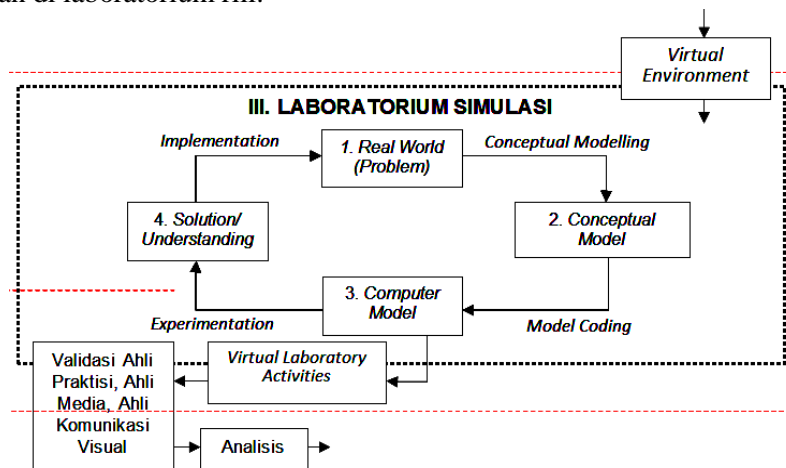 an di laboratorium
Virtual
Environment
III. LABORATORIUM SIMULASI
Implementation
1. Real World
(Problem)
Conceptual Modelling
4. Solution/
Understanding
2. Conceptual
Model
3. Computer
Model
Experimentation
Model Coding
Validasi Ahli
Praktisi, Ahli
Media, Ahli
Komunikasi
Visual
Virtual Laboratory
Activities
Analisis